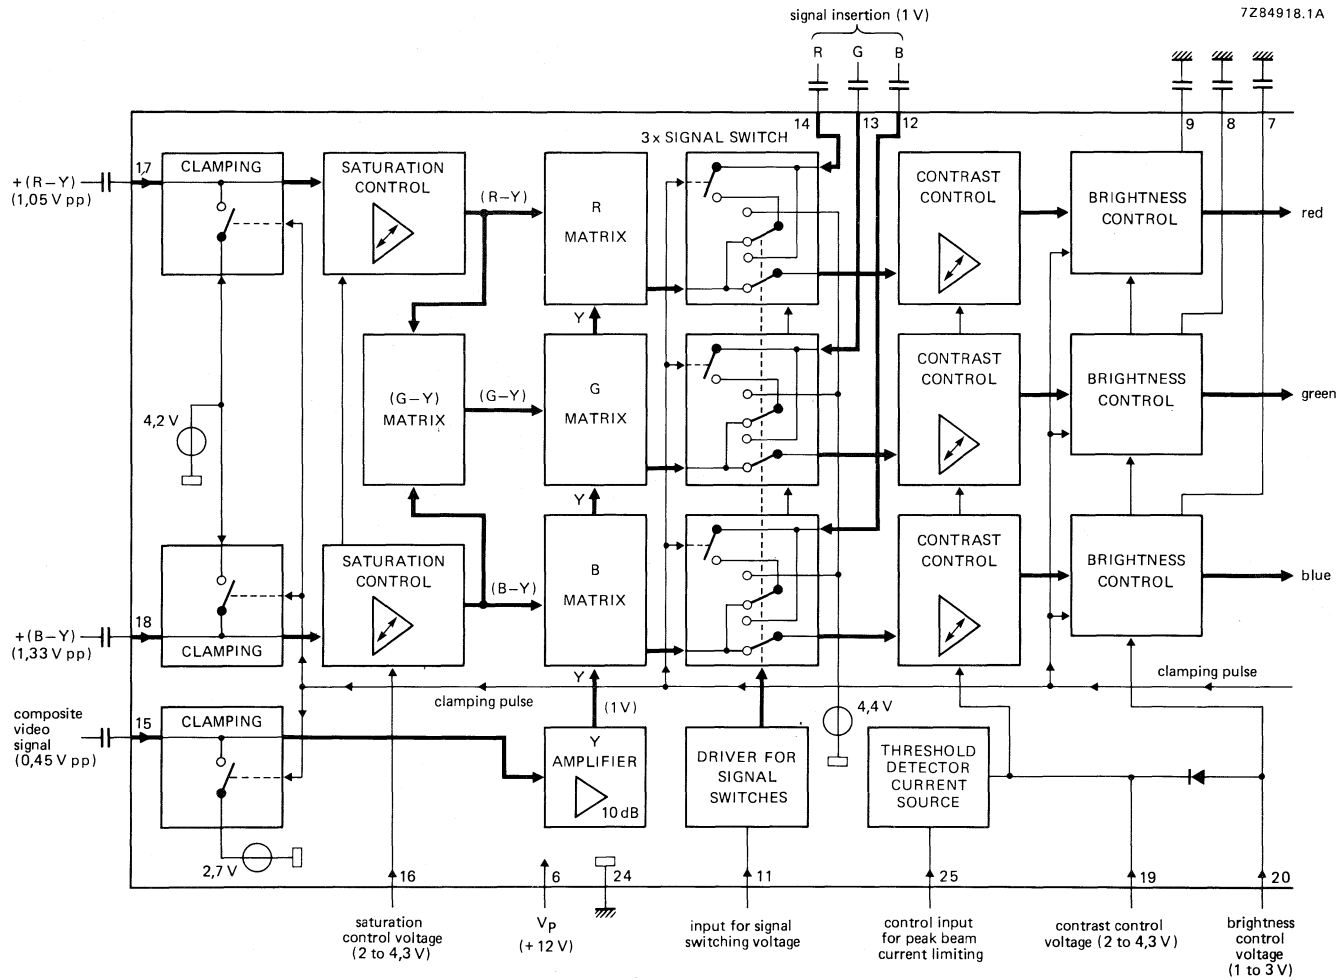 signal insertion (1 V)
7Z84918.1A
R G B
14 13 12 9 8 7
3x SIGNAL SWITCH
17
+(R–Y)
(1,05 V pp)
CLAMPING
SATURATION
CONTROL
(R–Y)
R
MATRIX
CONTRAST
CONTROL
BRIGHTNESS
CONTROL
red
Y
4,2 V
(G–Y)
MATRIX
(G–Y)
G
MATRIX
CONTRAST
CONTROL
BRIGHTNESS
CONTROL
green
Y
18
+(B–Y)
(1,33 V pp)
CLAMPING
SATURATION
CONTROL
(B–Y)
B
MATRIX
CONTRAST
CONTROL
BRIGHTNESS
CONTROL
blue
Y
clamping pulse
clamping pulse
(1 V)
composite
video
signal
(0,45 V pp)
15
CLAMPING
2,7 V
Y
AMPLIFIER
10 dB
DRIVER FOR
SIGNAL
SWITCHES
4,4 V
THRESHOLD
DETECTOR
CURRENT
SOURCE
16 6 24 11 25 19 20
saturation
control voltage
(2 to 4,3 V)
VP
(+ 12 V)
input for signal
switching voltage
control input
for peak beam
current limiting
contrast control
voltage (2 to 4,3 V)
brightness
control
voltage
(1 to 3 V)